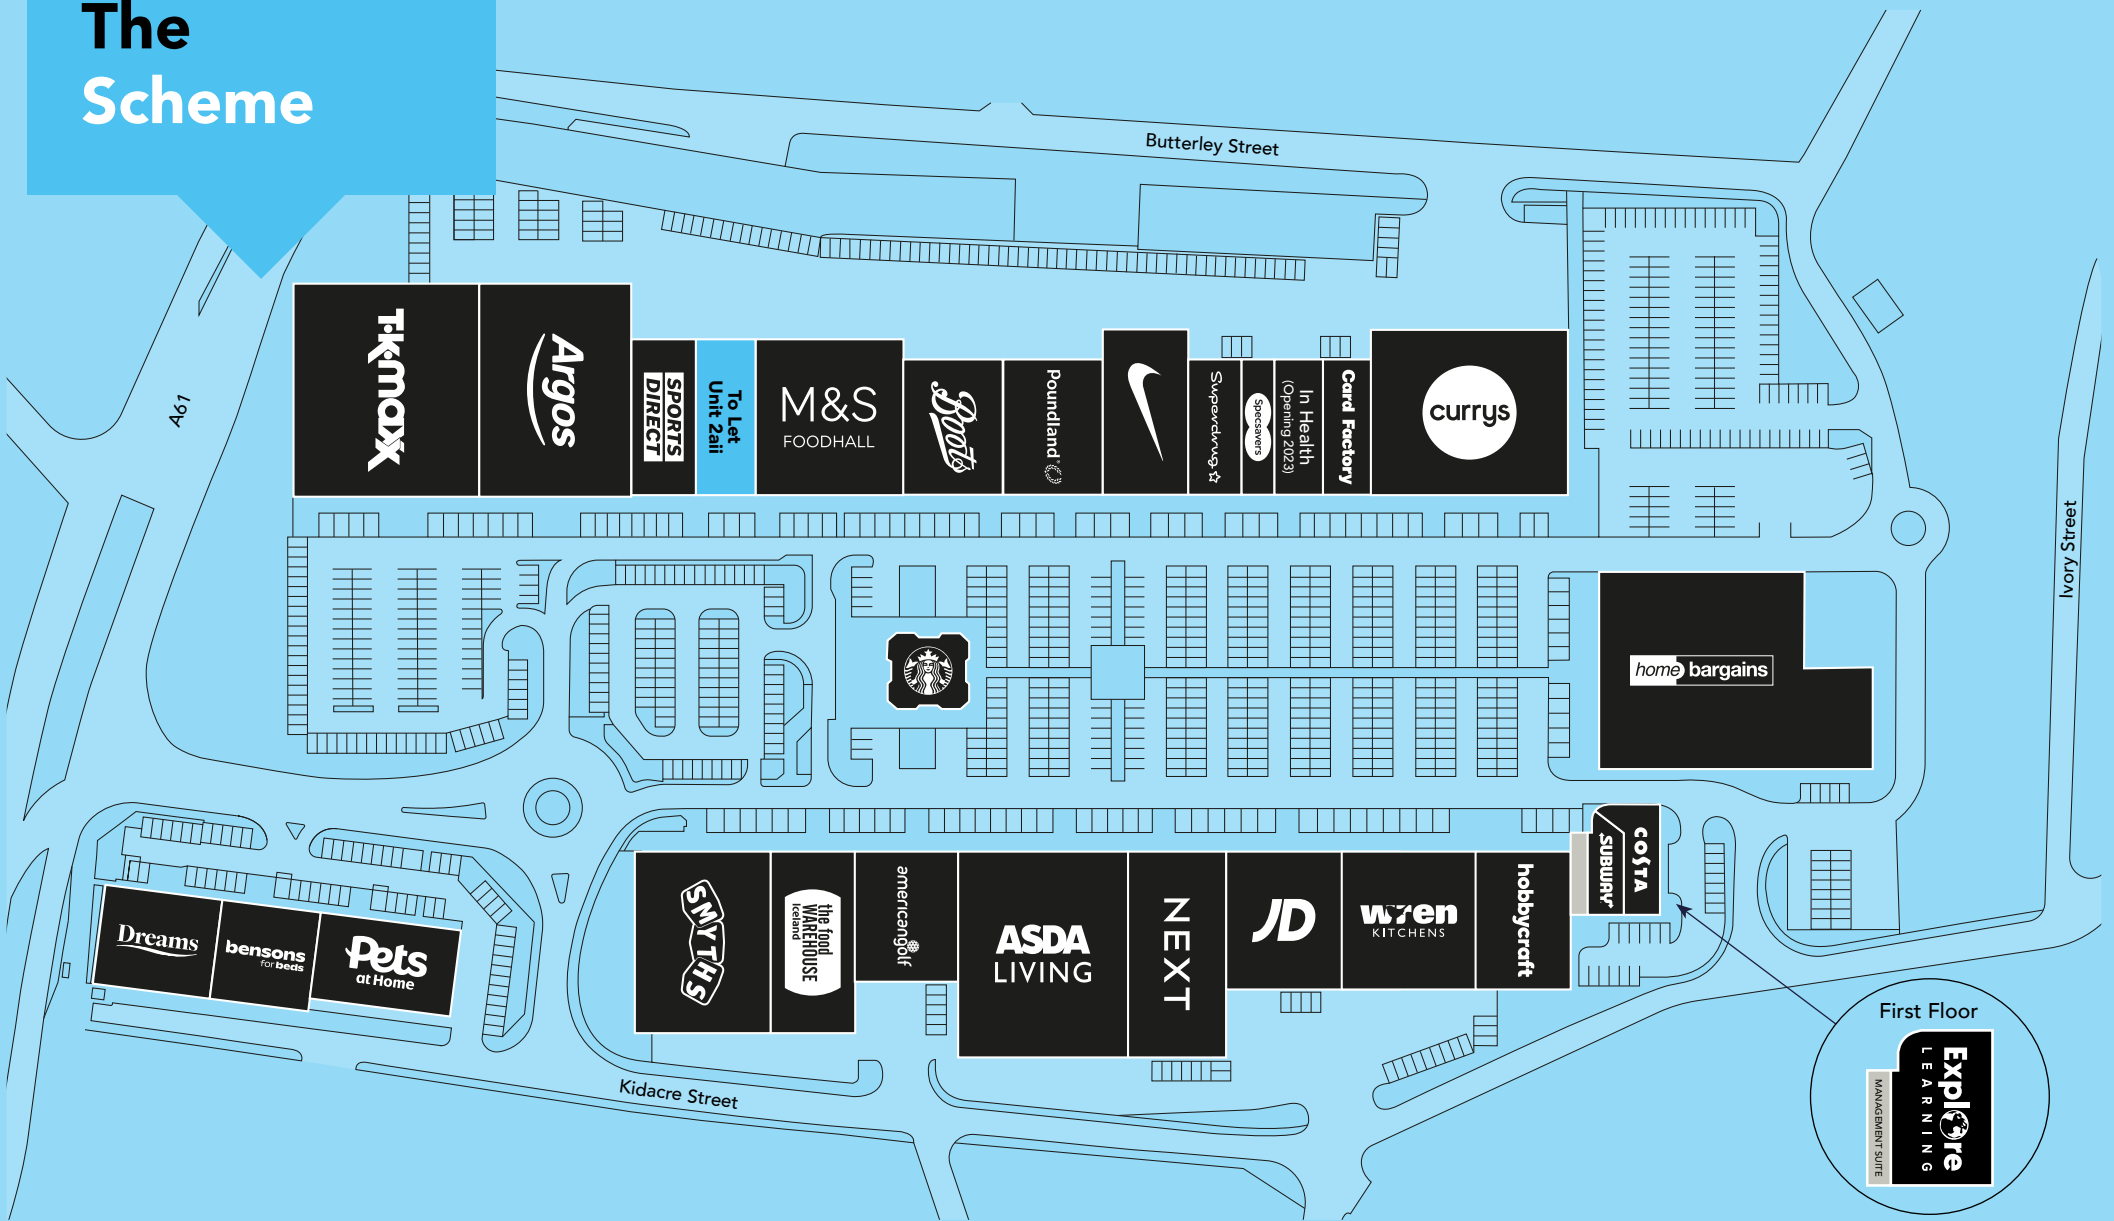 The
Scheme
Butterley Street
A61
Ivory Street
Kidacre Street
TK·maxx
Argos
SPORTS
DIRECT
To Let
Unit 2aii
M&S
FOODHALL
Boots
Poundland
Superdrug
Specsavers
In Health
(Opening 2023)
Card Factory
currys
home bargains
COSTA
SUBWAY
Dreams
bensons
for beds
Pets
at Home
SMYTHS
the food
WAREHOUSE
Iceland
americangolf
ASDA
LIVING
NEXT
JD
wren
KITCHENS
hobbycraft
First Floor
Explore
LEARNING
MANAGEMENT SUITE